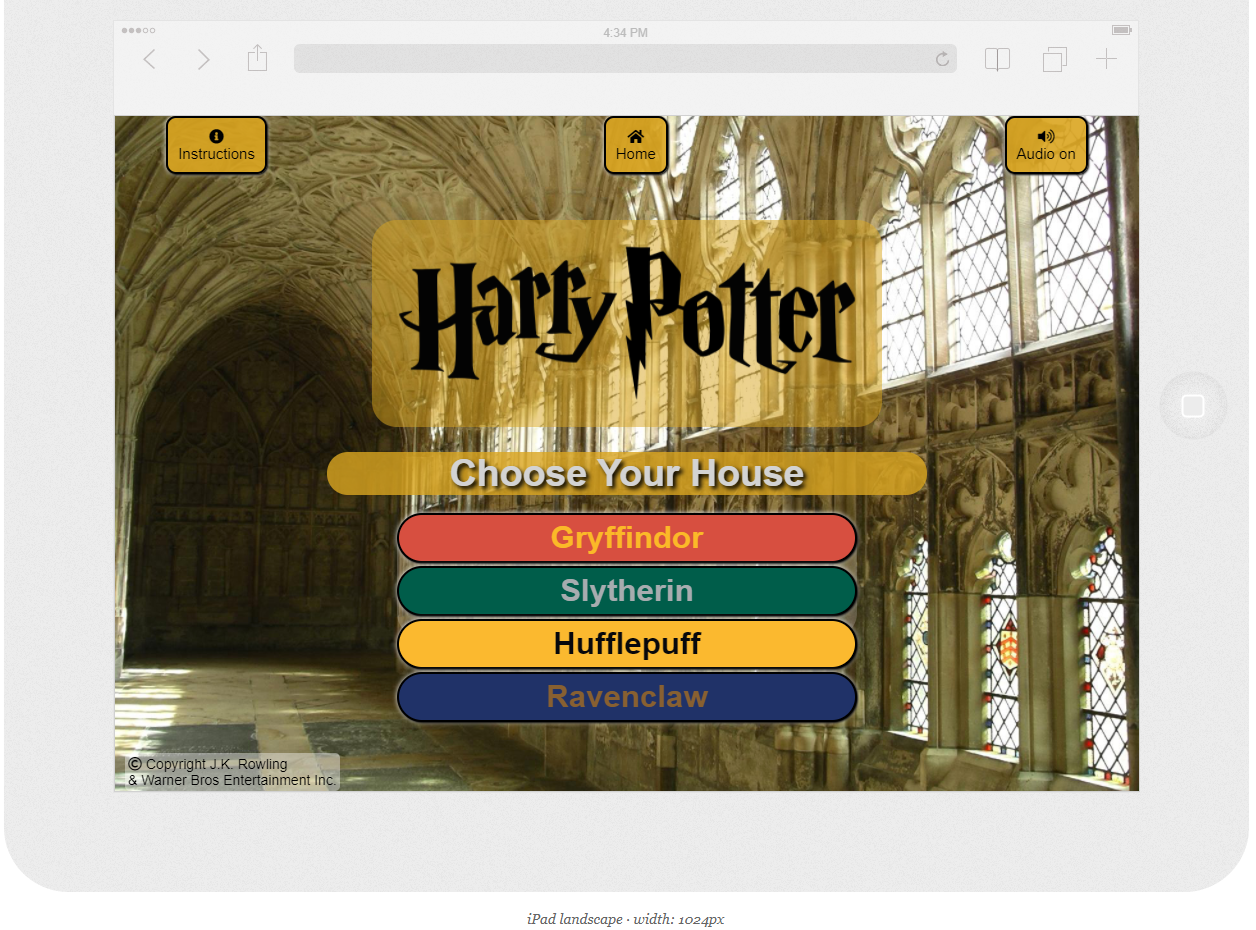 4:34 PM
Instructions
Home
Audio on
Harry Potter
Choose Your House
Gryffindor
Slytherin
Hufflepuff
Ravenclaw
© Copyright J.K. Rowling
& Warner Bros Entertainment Inc.
iPad landscape · width: 1024px